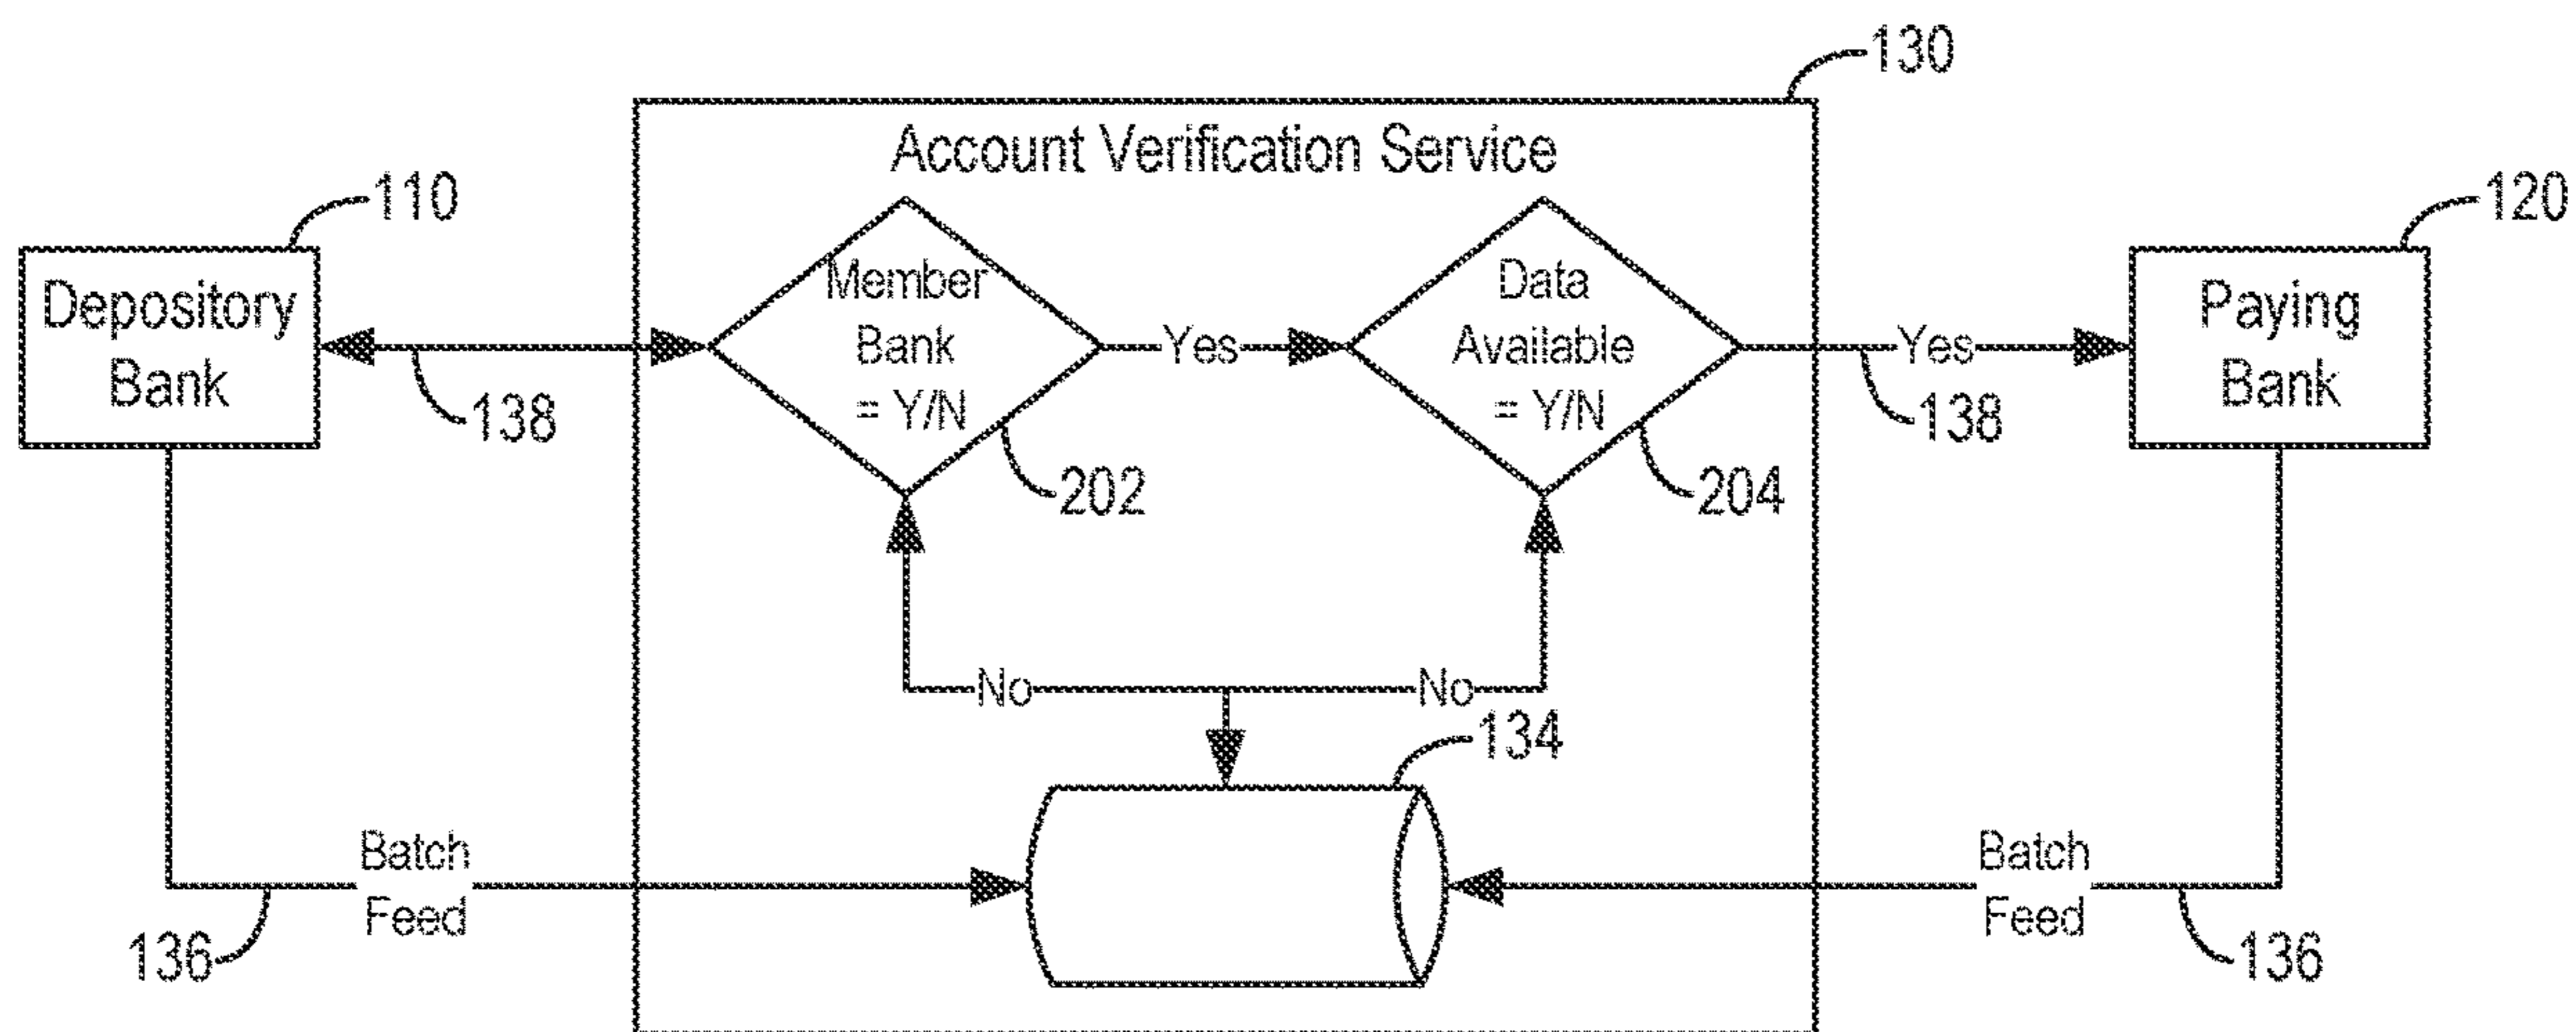 130
Account Verification Service
110
120
Depository
Bank
Member
Bank
= Y/N
Yes
Data
Available
= Y/N
Yes
Paying
Bank
138
138
202
204
No
No
134
Batch
Feed
Batch
Feed
136
136